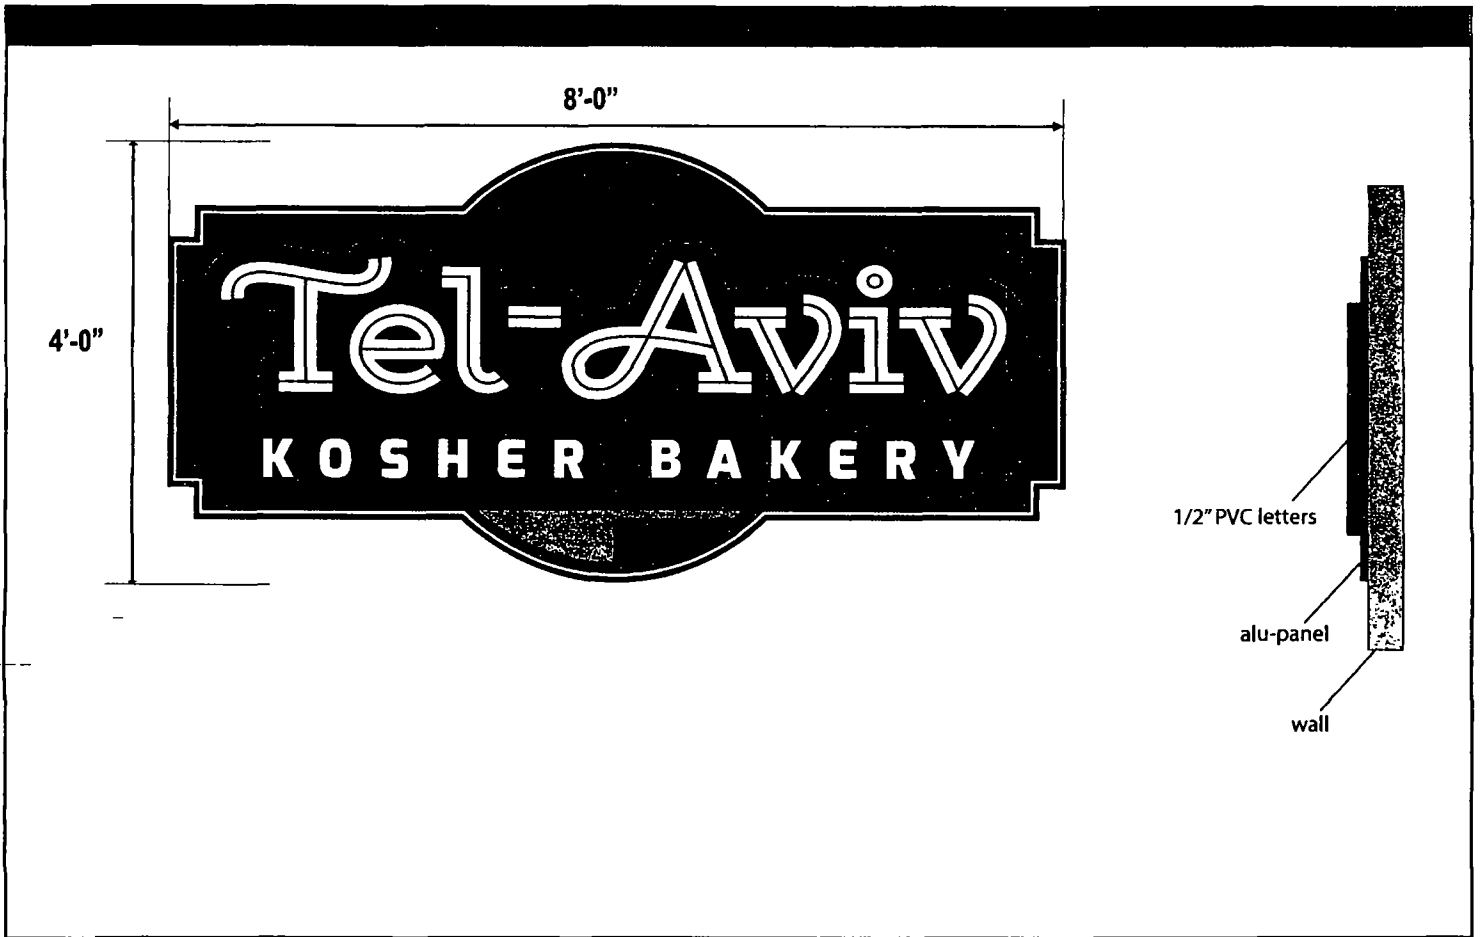 8'-0"
4'-0"
Tel-Aviv
KOSHER BAKERY
1/2" PVC letters
alu-panel
wall